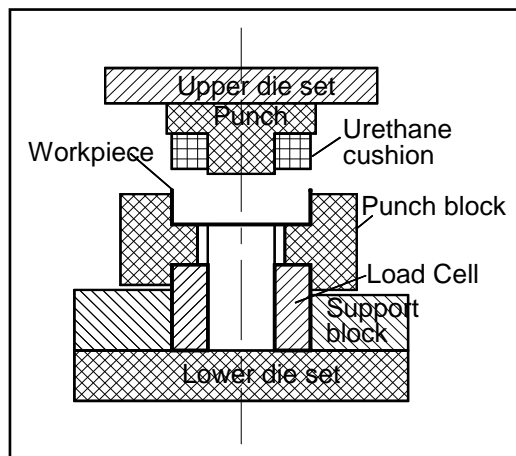 Upper die set
Punch
Urethane
cushion
Workpiece
Punch block
Load Cell
Support
block
Lower die set